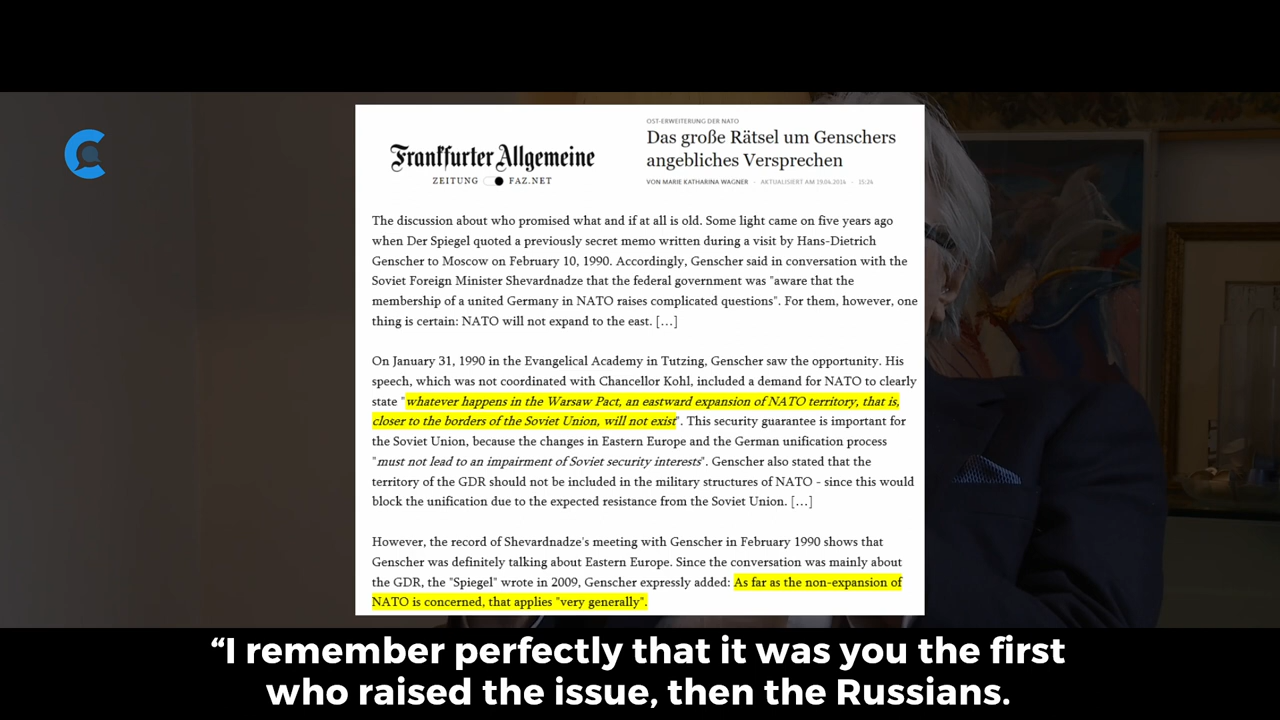 Frankfurter Allgemeine
ZEITUNG FAZ.NET
OST-ERWEITERUNG DER NATO
Das große Rätsel um Genschers
angebliches Versprechen
VON MARIE KATHARINA WAGNER - AKTUALISIERT AM 19.04.2014 - 15:24
The discussion about who promised what and if at all is old. Some light came on five years ago
when Der Spiegel quoted a previously secret memo written during a visit by Hans-Dietrich
Genscher to Moscow on February 10, 1990. Accordingly, Genscher said in conversation with the
Soviet Foreign Minister Shevardnadze that the federal government was "aware that the
membership of a united Germany in NATO raises complicated questions". For them, however, one
thing is certain: NATO will not expand to the east. […]
On January 31, 1990 in the Evangelical Academy in Tutzing, Genscher saw the opportunity. His
speech, which was not coordinated with Chancellor Kohl, included a demand for NATO to clearly
state "whatever happens in the Warsaw Pact, an eastward expansion of NATO territory, that is,
closer to the borders of the Soviet Union, will not exist". This security guarantee is important for
the Soviet Union, because the changes in Eastern Europe and the German unification process
"must not lead to an impairment of Soviet security interests". Genscher also stated that the
territory of the GDR should not be included in the military structures of NATO - since this would
block the unification due to the expected resistance from the Soviet Union. […]
However, the record of Shevardnadze's meeting with Genscher in February 1990 shows that
Genscher was definitely talking about Eastern Europe. Since the conversation was mainly about
the GDR, the "Spiegel" wrote in 2009, Genscher expressly added: As far as the non-expansion of
NATO is concerned, that applies "very generally".
“I remember perfectly that it was you the first
who raised the issue, then the Russians.